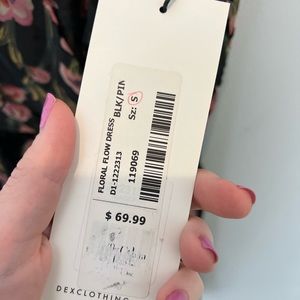 FLORAL FLOW DRESS
D1-1222313
BLK/PIN
Sz: S
119069
$ 69.99
DEXCLOTHING